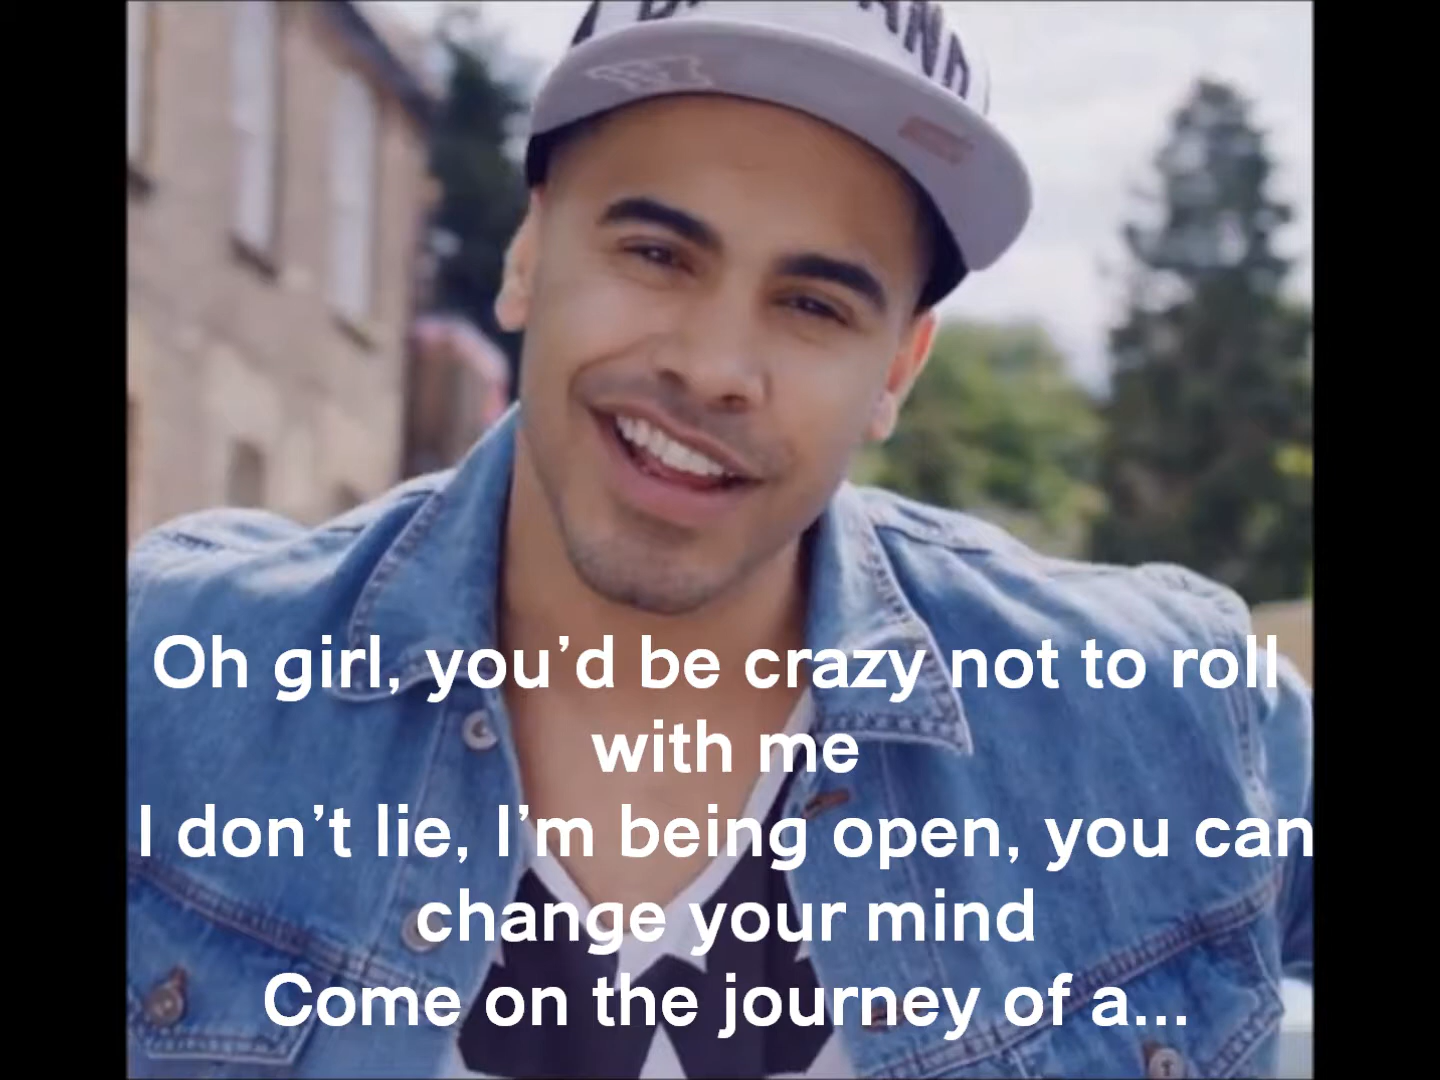 Oh girl, you’d be crazy not to roll
with me
I don’t lie, I’m being open, you can
change your mind
Come on the journey of a...